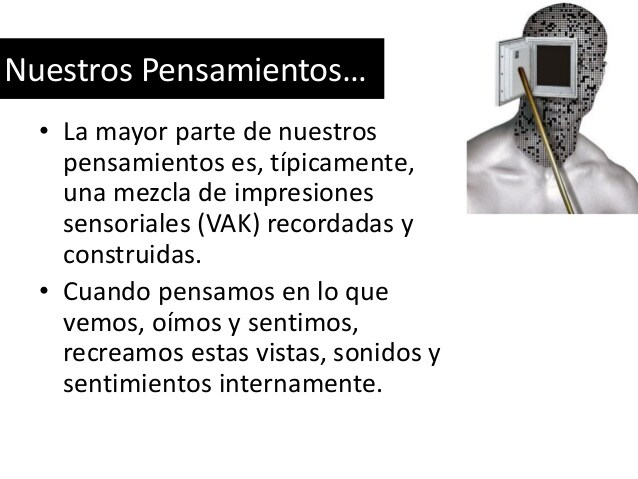 Nuestros Pensamientos…
• La mayor parte de nuestros
pensamientos es, típicamente,
una mezcla de impresiones
sensoriales (VAK) recordadas y
construidas.
• Cuando pensamos en lo que
vemos, oímos y sentimos,
recreamos estas vistas, sonidos y
sentimientos internamente.